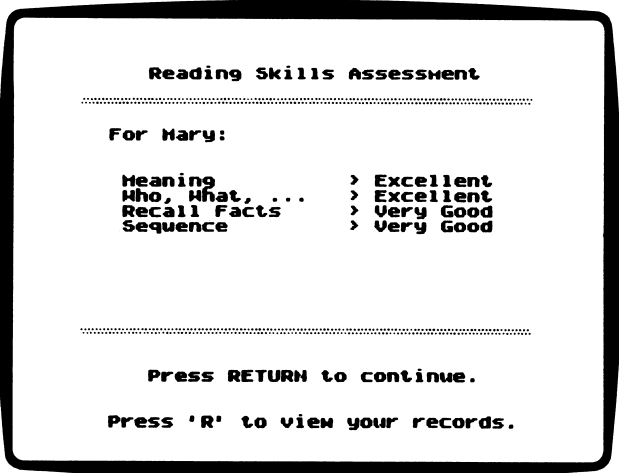 Reading Skills Assessment
For Mary:
Meaning > Excellent
Who, What, ... > Excellent
Recall Facts > Very Good
Sequence > Very Good
Press RETURN to continue.
Press 'R' to view your records.